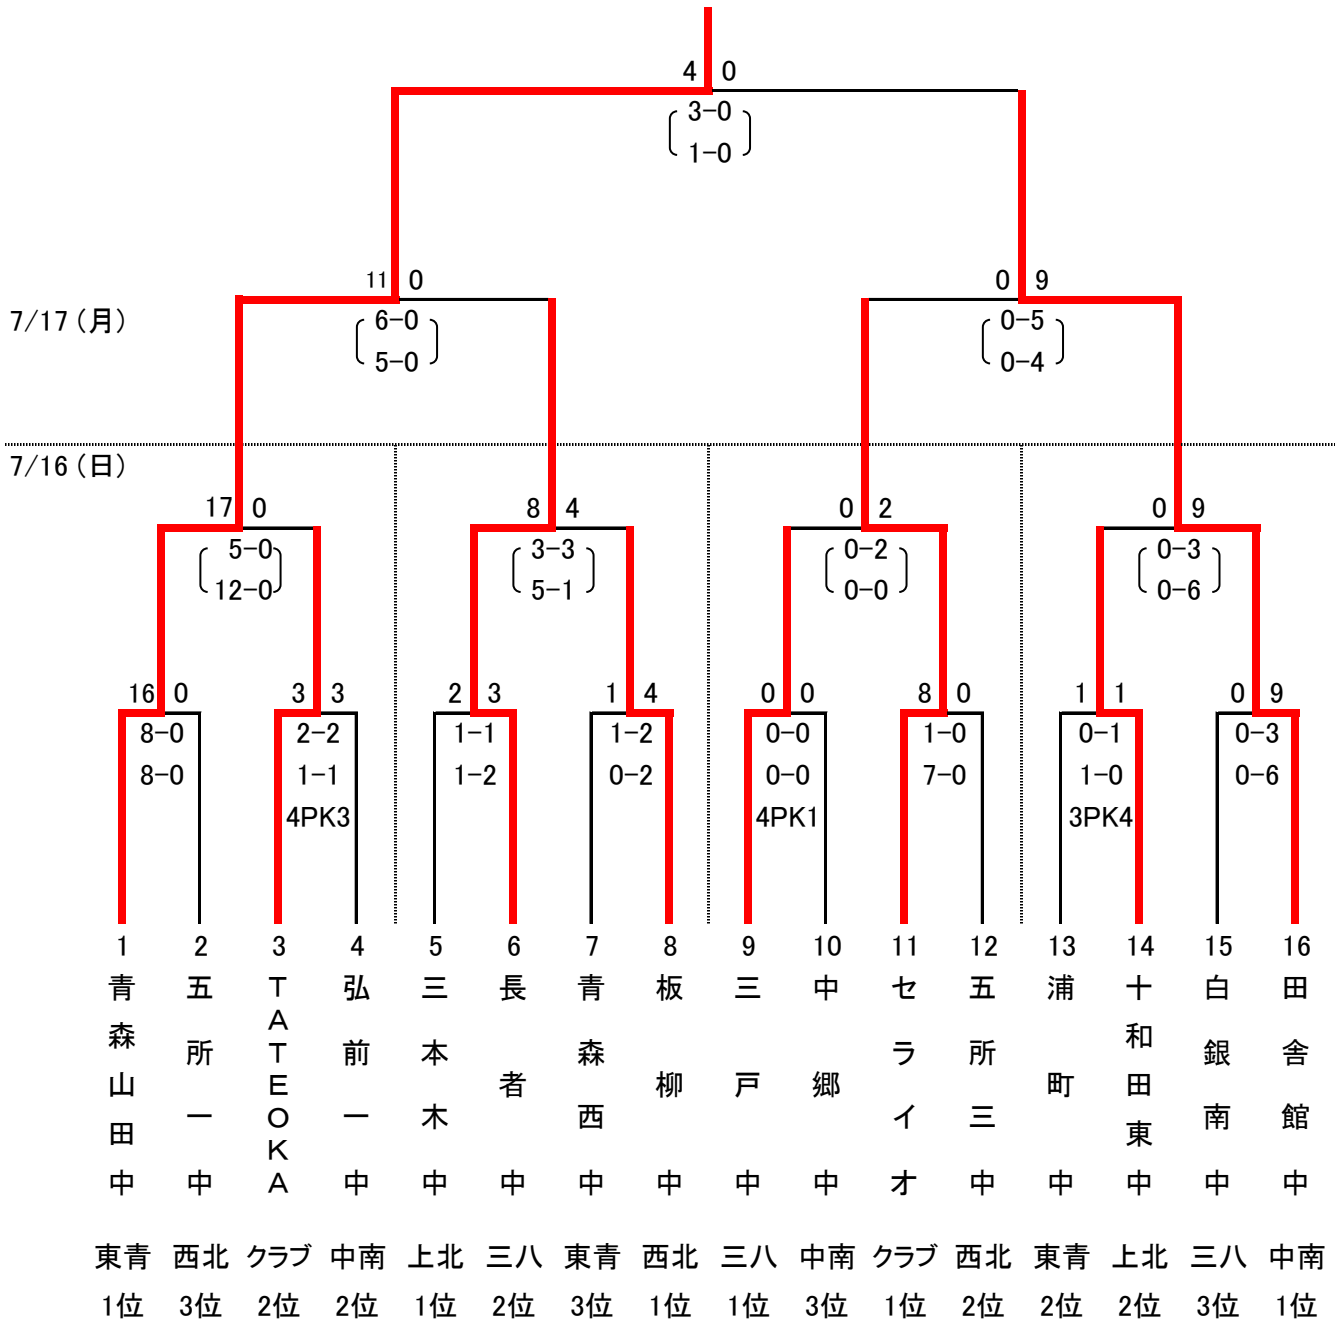 4 0
3-0
1-0
11 0
0 9
7/17(月)
6-0
5-0
0-5
0-4
7/16(日)
17 0
8 4
0 2
0 9
5-0
12-0
3-3
5-1
0-2
0-0
0-3
0-6
16 0
3 3
2 3
1 4
0 0
8 0
1 1
0 9
8-0
8-0
2-2
1-1
4PK3
1-1
1-2
1-2
0-2
0-0
0-0
4PK1
1-0
7-0
0-1
1-0
3PK4
0-3
0-6
1 2 3 4 5 6 7 8 9 10 11 12 13 14 15 16
青森山田中
五所一中
TATEOKA
弘前一中
三本木中
長者中
青森西中
板柳中
三戸中
中郷中
セライオ
五所三中
浦町中
十和田東中
白銀南中
田舎館中
東青 西北 クラブ 中南 上北 三八 東青 西北 三八 中南 クラブ 西北 東青 上北 三八 中南
1位 3位 2位 2位 1位 2位 3位 1位 1位 3位 1位 2位 2位 2位 3位 1位